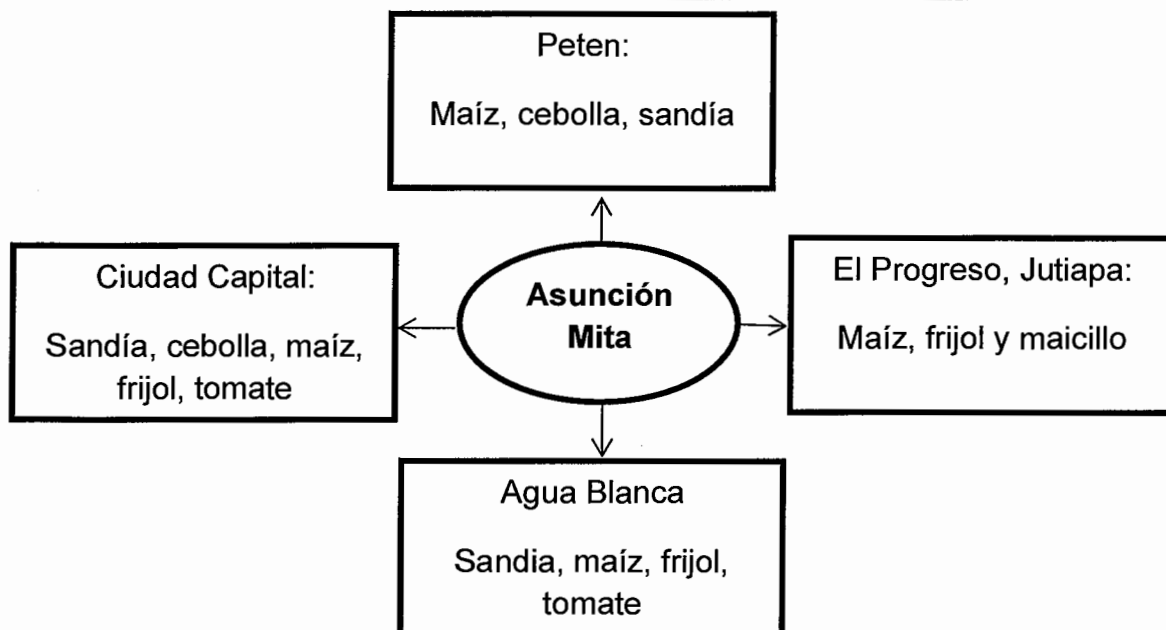 Peten:
Maíz, cebolla, sandía
Ciudad Capital:
Sandía, cebolla, maíz,
frijol, tomate
Asunción
Mita
El Progreso, Jutiapa:
Maíz, frijol y maicillo
Agua Blanca
Sandia, maíz, frijol,
tomate